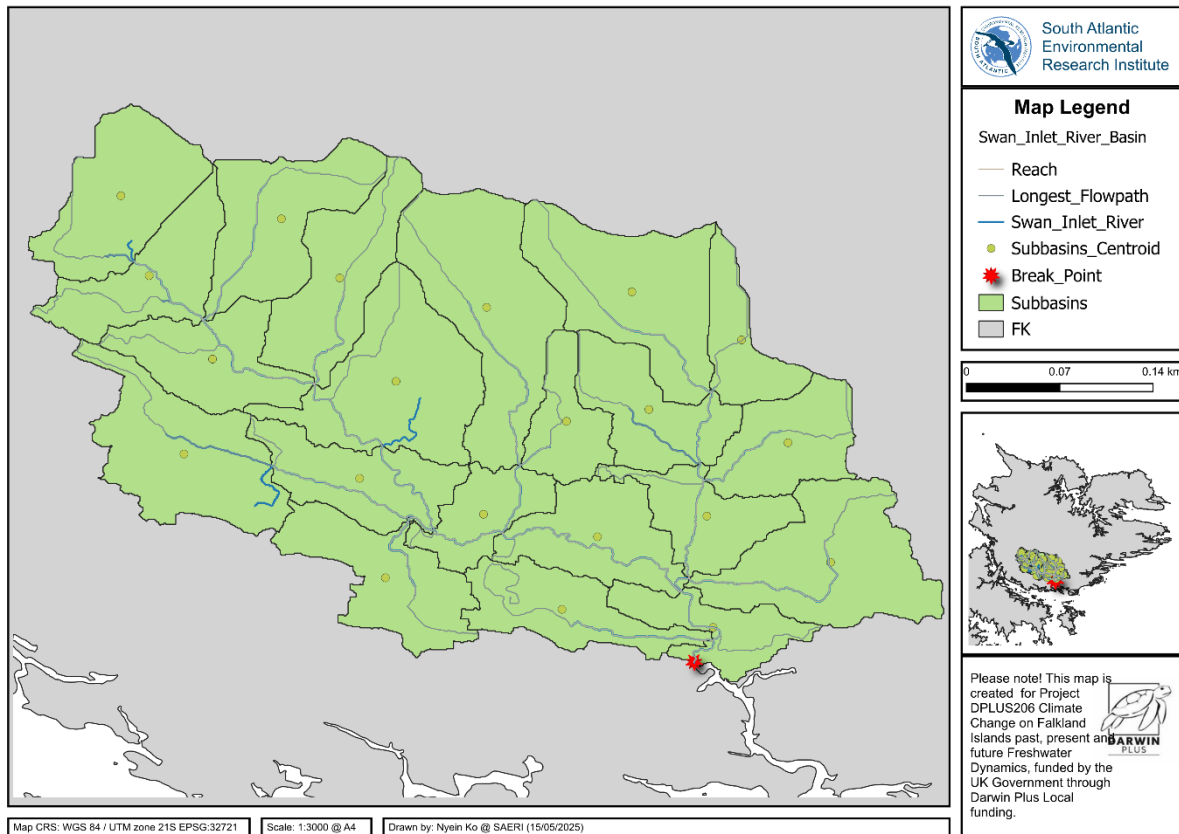 South Atlantic
Environmental
Research Institute
Map Legend
Swan_Inlet_River_Basin
Reach
Longest_Flowpath
Swan_Inlet_River
Subbasins_Centroid
Break_Point
Subbasins
FK
0 0.07 0.14 km
Please note! This map is
created for Project
DPLUS206 Climate
Change on Falkland
Islands past, present and
future Freshwater
Dynamics, funded by the
UK Government through
Darwin Plus Local
funding.
DARWIN
PLUS
Map CRS: WGS 84 / UTM zone 21S EPSG:32721
Scale: 1:3000 @ A4
Drawn by: Nyein Ko @ SAERI (15/05/2025)